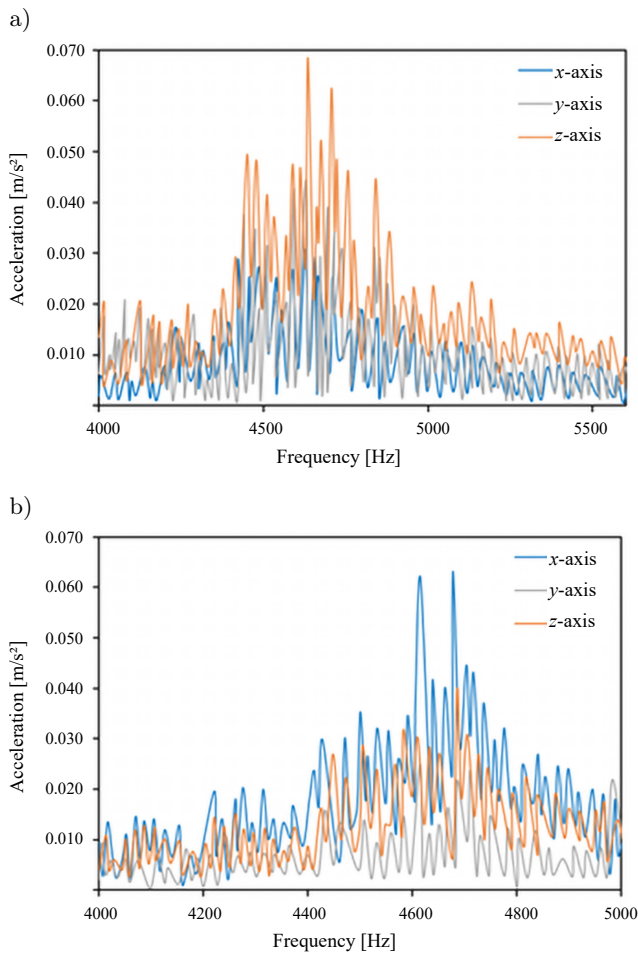 a)
0.070
0.060
0.050
0.040
0.030
0.020
0.010
Acceleration [m/s²]
x-axis
y-axis
z-axis
4000 4500 5000 5500
Frequency [Hz]
b)
0.070
0.060
0.050
0.040
0.030
0.020
0.010
Acceleration [m/s²]
x-axis
y-axis
z-axis
4000 4200 4400 4600 4800 5000
Frequency [Hz]